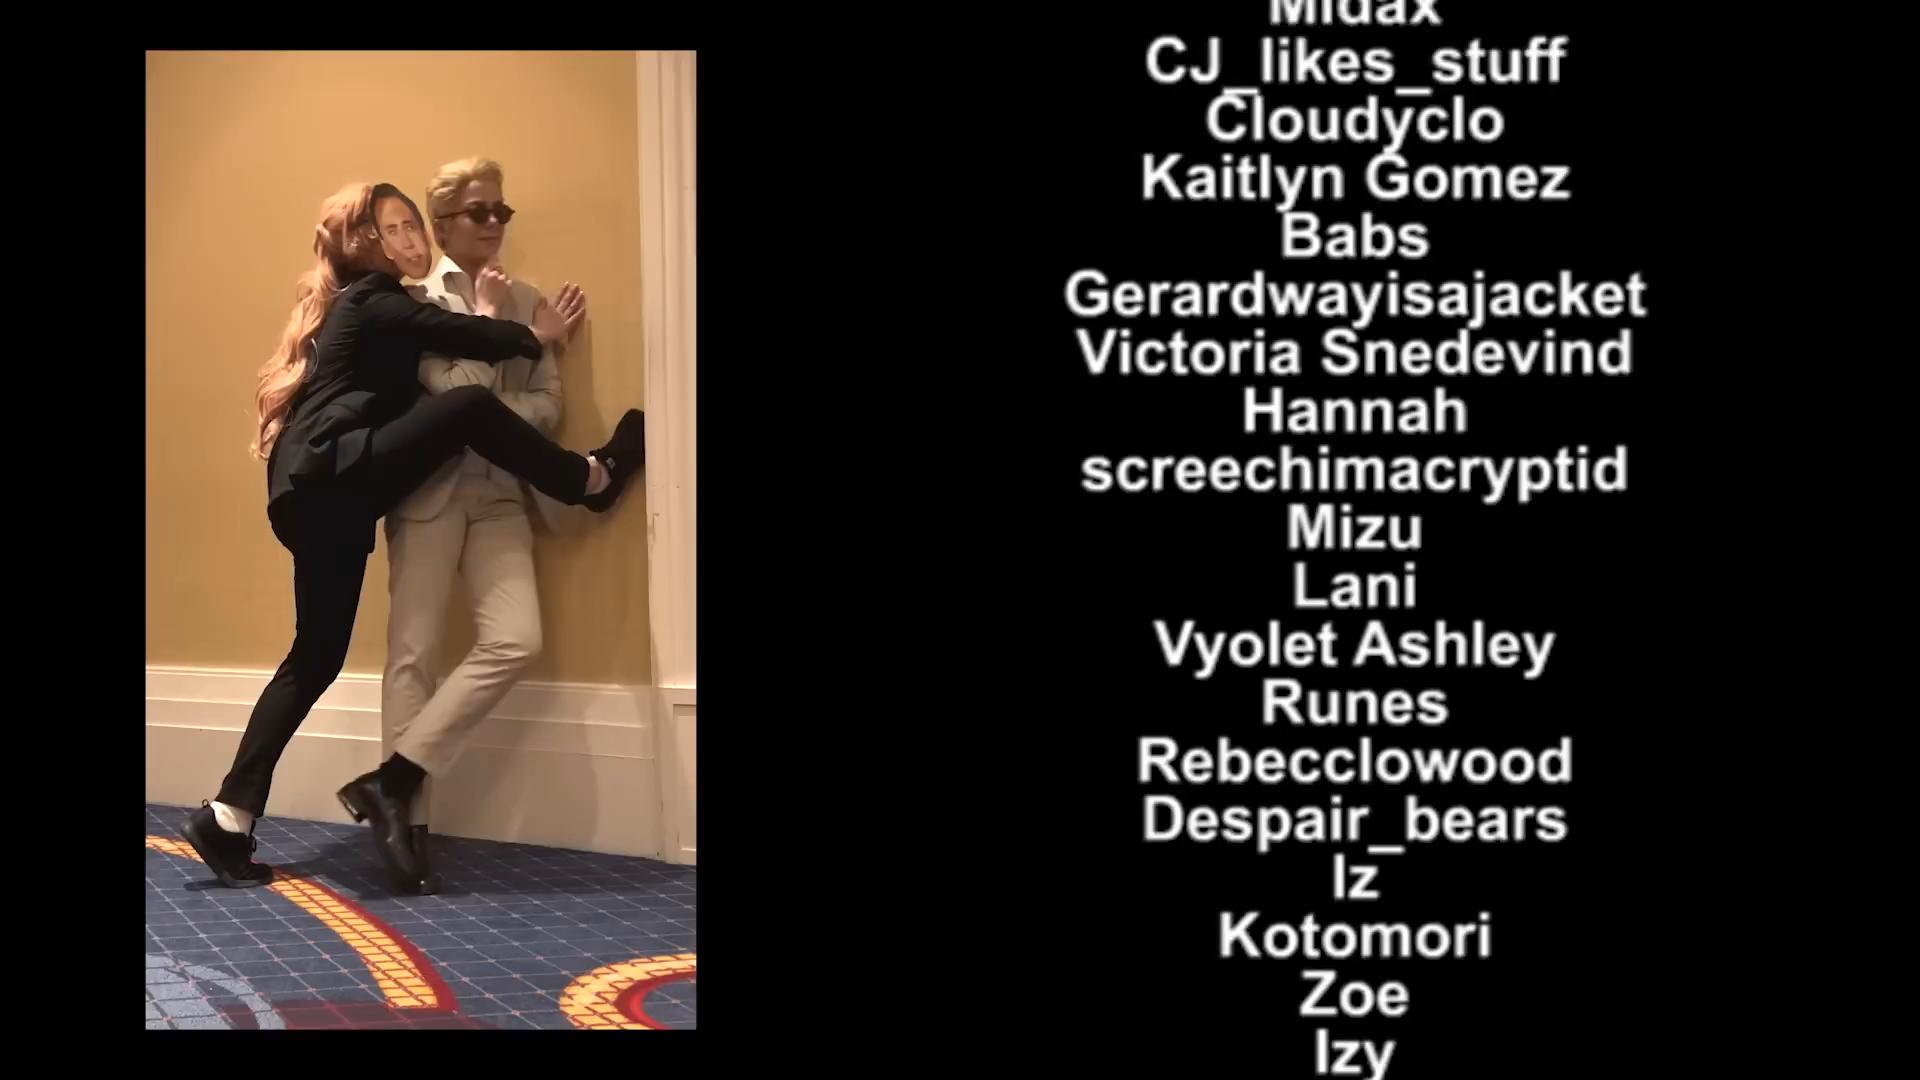 Midax
CJ_likes_stuff
Cloudyclo
Kaitlyn Gomez
Babs
Gerardwayisajacket
Victoria Snedevind
Hannah
screechimacryptid
Mizu
Lani
Vyolet Ashley
Runes
Rebecclowood
Despair_bears
Iz
Kotomori
Zoe
Izy